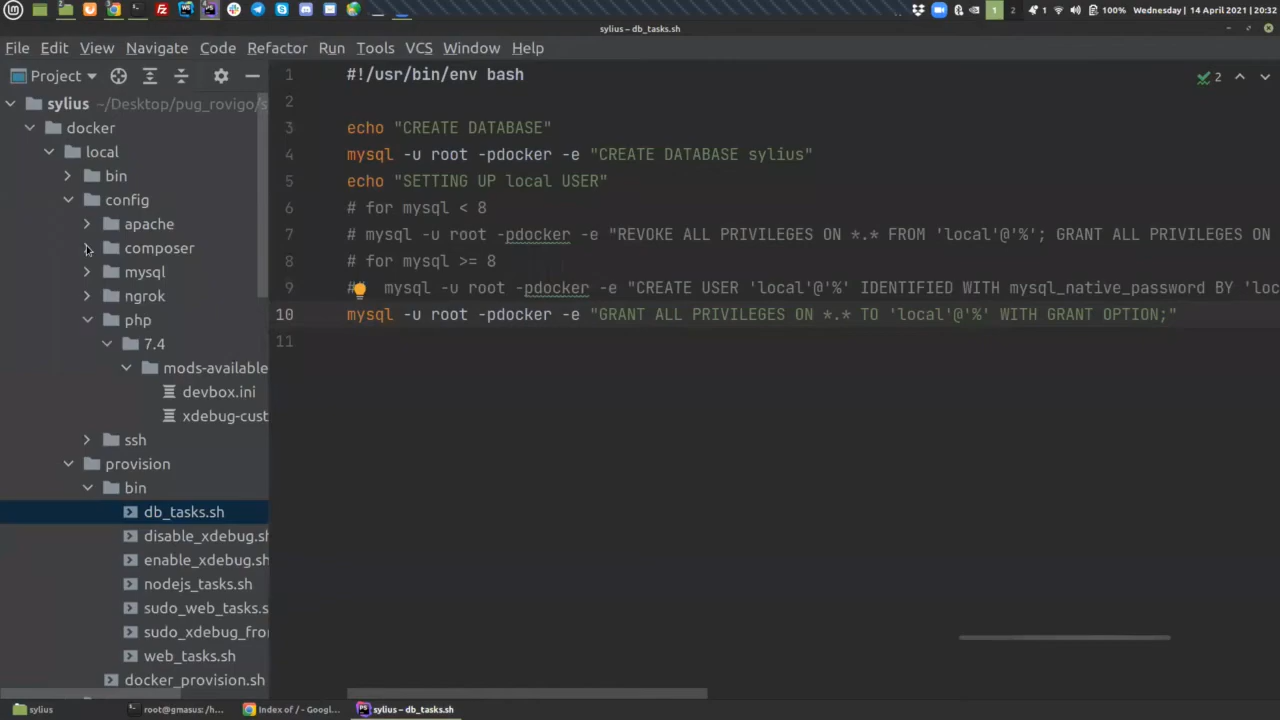 100% Wednesday | 14 April 2021 | 20:32
sylius – db_tasks.sh
File Edit View Navigate Code Refactor Run Tools VCS Window Help
Project
sylius ~/Desktop/pug_rovigo/s
docker
local
bin
config
apache
composer
mysql
ngrok
php
7.4
mods-available
devbox.ini
xdebug-cust
ssh
provision
bin
db_tasks.sh
disable_xdebug.sh
enable_xdebug.sh
nodejs_tasks.sh
sudo_web_tasks.s
sudo_xdebug_fro
web_tasks.sh
docker_provision.sh
1 #!/usr/bin/env bash
2
3 echo "CREATE DATABASE"
4 mysql -u root -pdocker -e "CREATE DATABASE sylius"
5 echo "SETTING UP local USER"
6 # for mysql < 8
7 # mysql -u root -pdocker -e "REVOKE ALL PRIVILEGES ON *.* FROM 'local'@'%'; GRANT ALL PRIVILEGES ON
8 # for mysql >= 8
9 # mysql -u root -pdocker -e "CREATE USER 'local'@'%' IDENTIFIED WITH mysql_native_password BY 'loc
10 mysql -u root -pdocker -e "GRANT ALL PRIVILEGES ON *.* TO 'local'@'%' WITH GRANT OPTION;"
11
2
sylius root@gmasus: /h... Index of / - Googl... sylius – db_tasks.sh